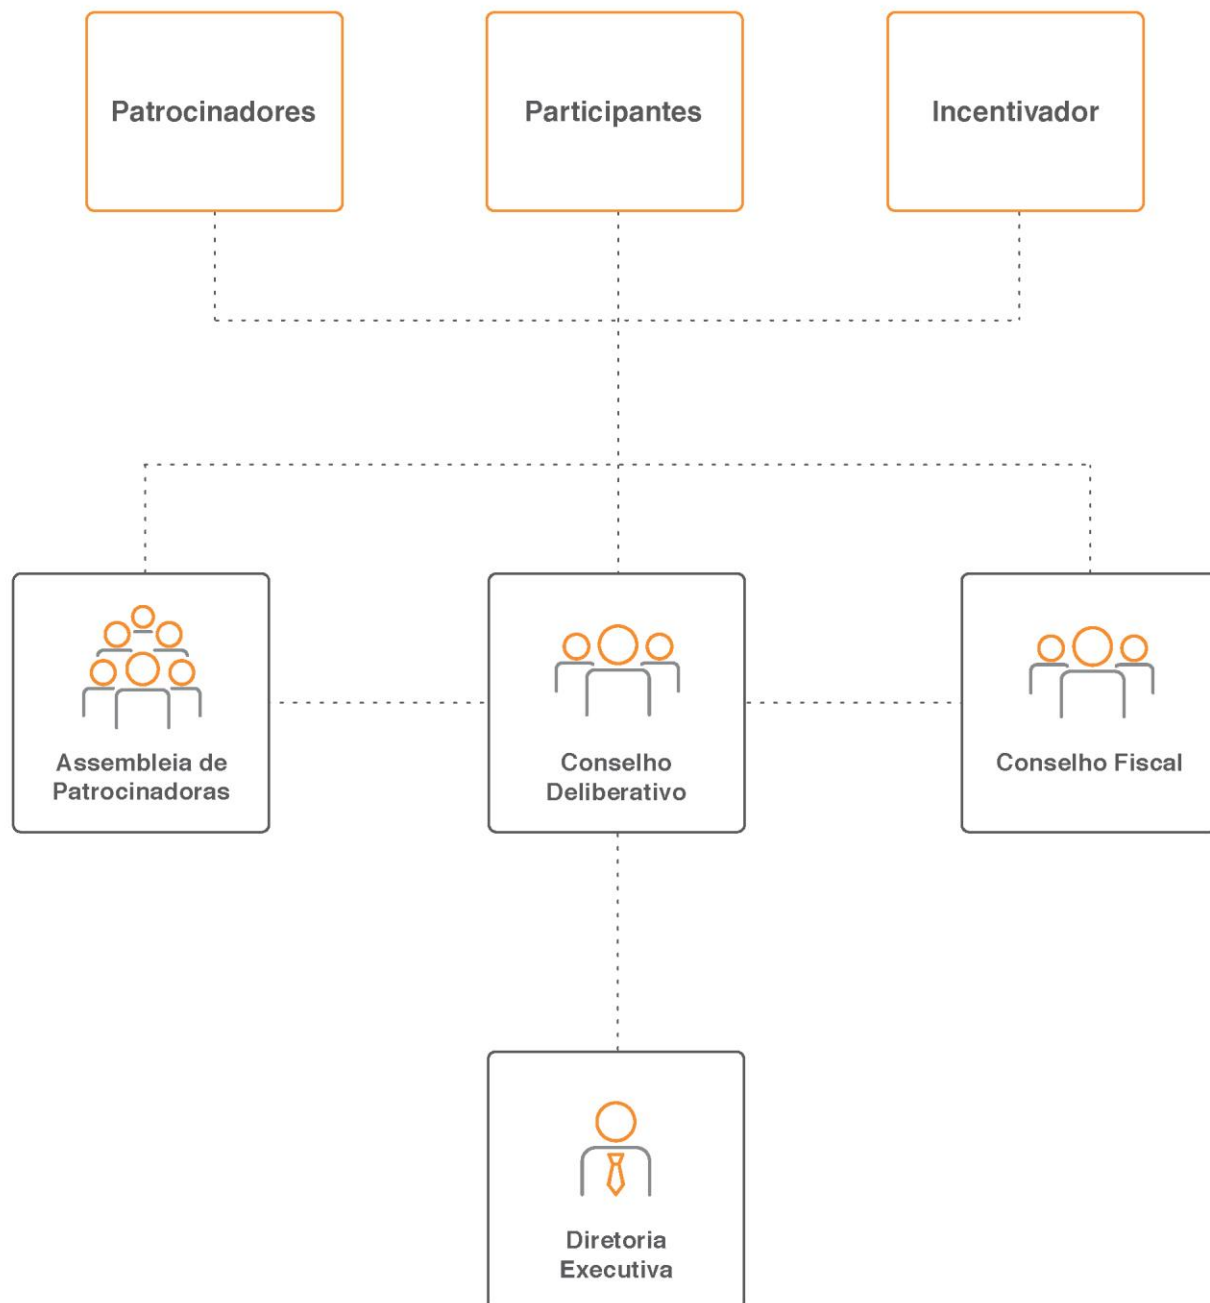 Patrocinadores
Participantes
Incentivador
Assembleia de
Patrocinadoras
Conselho
Deliberativo
Conselho Fiscal
Diretoria
Executiva